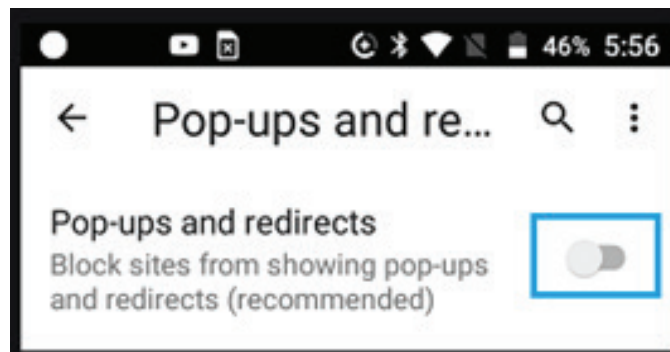 46% 5:56
Pop-ups and re...
Pop-ups and redirects
Block sites from showing pop-ups
and redirects (recommended)